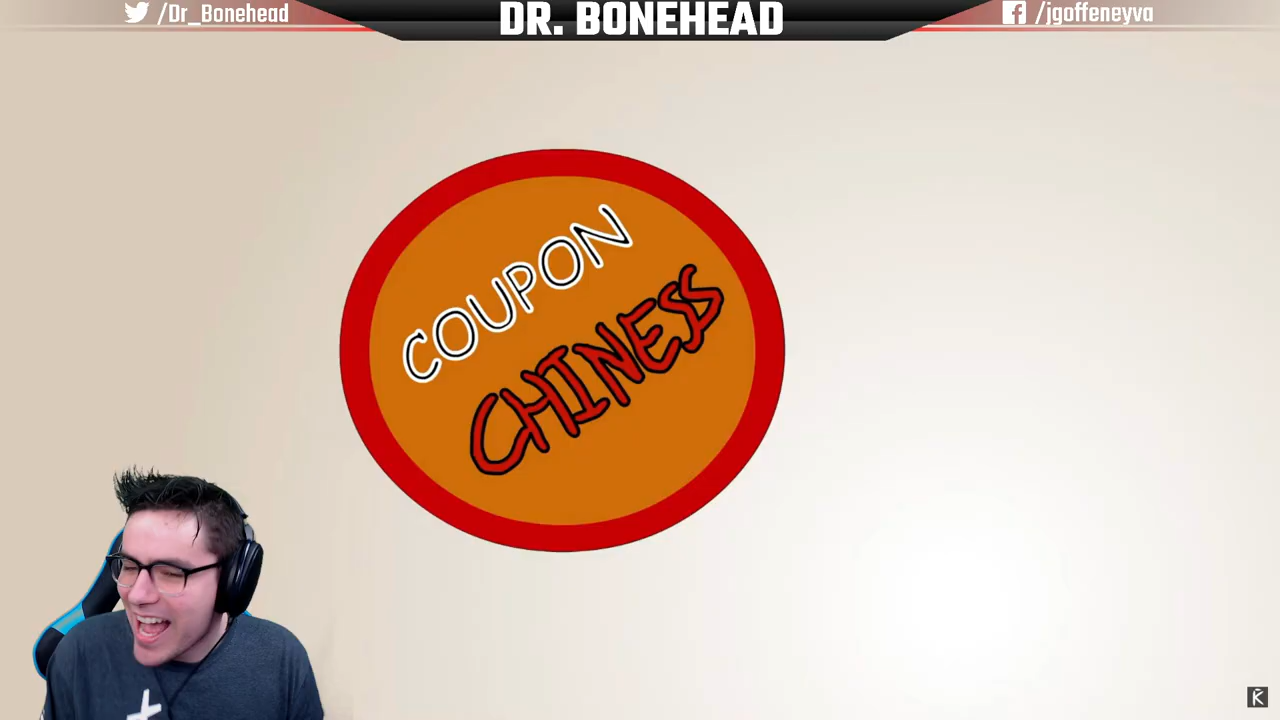 /Dr_Bonehead
DR. BONEHEAD
/jgoffeneyva
COUPON
CHINESS
K